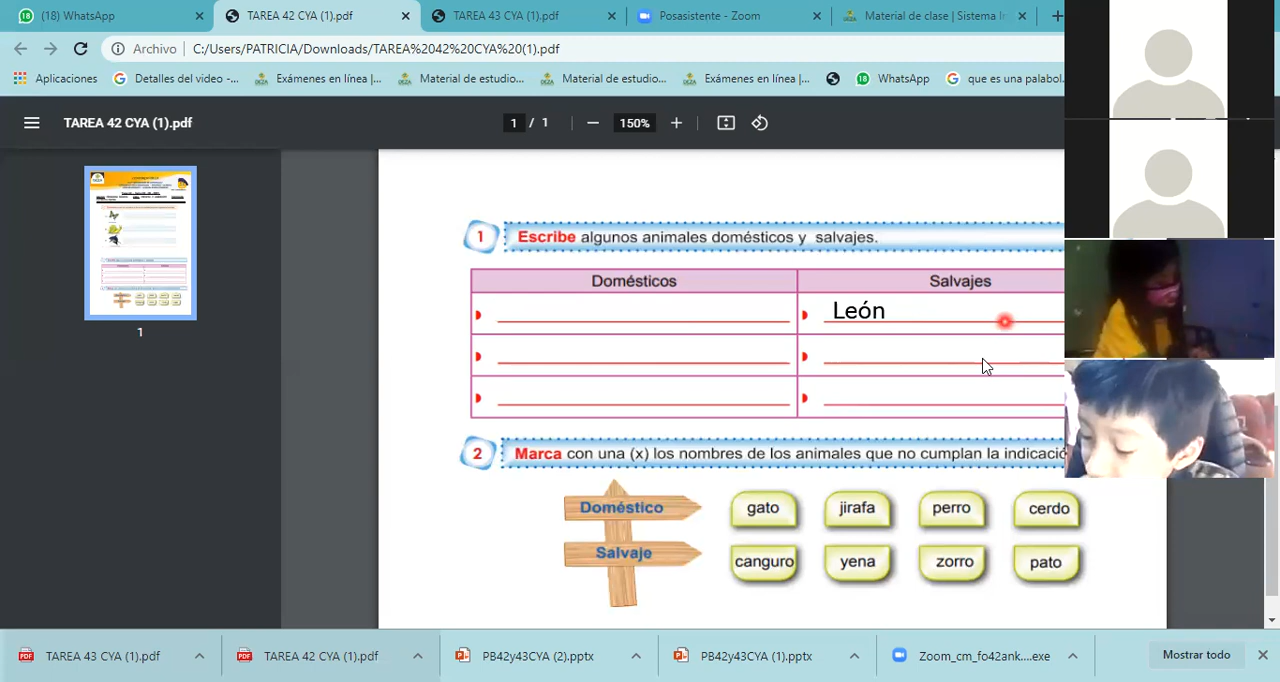 (18) WhatsApp
TAREA 42 CYA (1).pdf
TAREA 43 CYA (1).pdf
Posasistente - Zoom
Material de clase | Sistema In
Archivo
C:/Users/PATRICIA/Downloads/TAREA%2042%20CYA%20(1).pdf
Aplicaciones
Detalles del video -...
Exámenes en línea |...
Material de estudio...
Material de estudio...
Exámenes en línea |...
WhatsApp
que es una palabol.
TAREA 42 CYA (1).pdf
1 / 1
150%
1
1 Escribe algunos animales domésticos y salvajes.
Domésticos
Salvajes
León
2 Marca con una (x) los nombres de los animales que no cumplan la indicació
Doméstico
gato
jirafa
perro
cerdo
Salvaje
canguro
yena
zorro
pato
TAREA 43 CYA (1).pdf
TAREA 42 CYA (1).pdf
PB42y43CYA (2).pptx
PB42y43CYA (1).pptx
Zoom_cm_fo42ank....exe
Mostrar todo